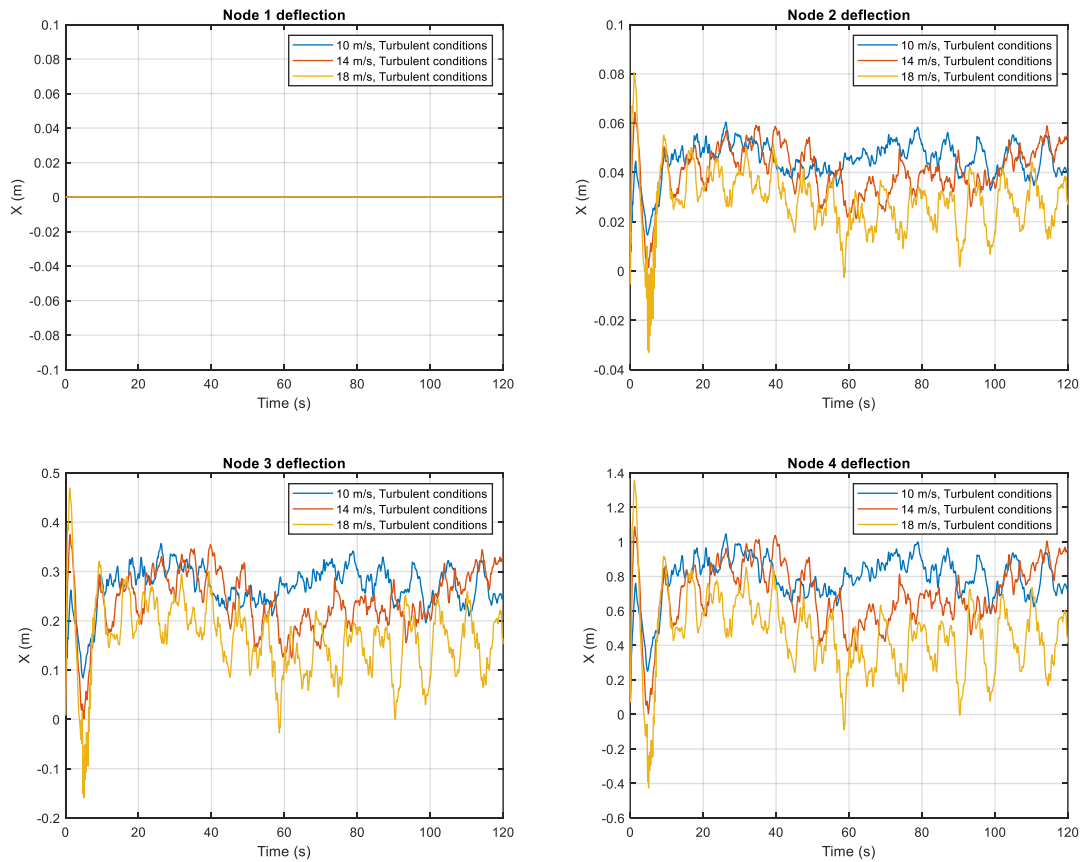 Node 1 deflection
0.1
0.08
0.06
0.04
0.02
0
-0.02
-0.04
-0.06
-0.08
-0.1
X (m)
10 m/s, Turbulent conditions
14 m/s, Turbulent conditions
18 m/s, Turbulent conditions
0 20 40 60 80 100 120
Time (s)
Node 2 deflection
0.1
0.08
0.06
0.04
0.02
0
-0.02
-0.04
X (m)
10 m/s, Turbulent conditions
14 m/s, Turbulent conditions
18 m/s, Turbulent conditions
0 20 40 60 80 100 120
Time (s)
Node 3 deflection
0.5
0.4
0.3
0.2
0.1
0
-0.1
-0.2
X (m)
10 m/s, Turbulent conditions
14 m/s, Turbulent conditions
18 m/s, Turbulent conditions
0 20 40 60 80 100 120
Time (s)
Node 4 deflection
1.4
1.2
1
0.8
0.6
0.4
0.2
0
-0.2
-0.4
-0.6
X (m)
10 m/s, Turbulent conditions
14 m/s, Turbulent conditions
18 m/s, Turbulent conditions
0 20 40 60 80 100 120
Time (s)